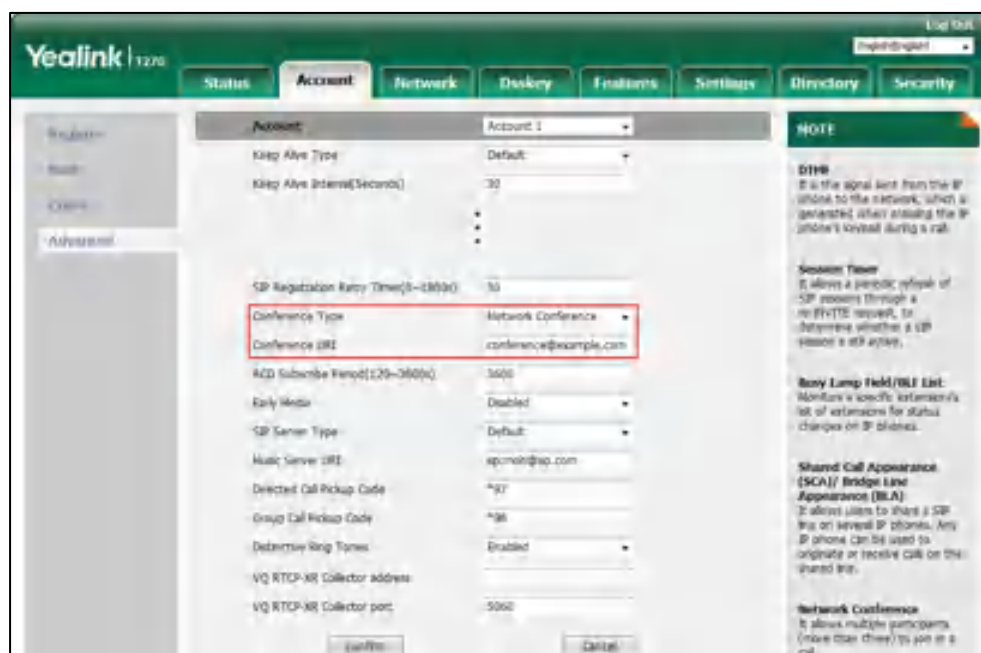 Log Out
English(English)
Yealink T27G
Status Account Network Dsskey Features Settings Directory Security
Register
Basic
Codec
Advanced
Account Account 1
Keep Alive Type Default
Keep Alive Interval(Seconds) 30
SIP Registration Retry Timer(0~1800s) 30
Conference Type Network Conference
Conference URI conference@example.com
ACD Subscribe Period(120~3600s) 3600
Early Media Disabled
SIP Server Type Default
Music Server URI
Directed Call Pickup Code *97
Group Call Pickup Code *98
Distinctive Ring Tones Enabled
VQ RTCP-XR Collector address
VQ RTCP-XR Collector port 5060
Confirm Cancel
NOTE
DTMF
It is the signal sent from the IP
phone to the network, which is
generated when pressing the IP
phone's keypad during a call.
Session Timer
It allows a periodic refresh of
SIP sessions through a
re-INVITE request, to
determine whether a SIP
session is still active.
Busy Lamp Field/BLF List
Monitors a specific extension/a
list of extensions for status
changes on IP phones.
Shared Call Appearance
(SCA)/ Bridge Line
Appearance (BLA)
It allows users to share a SIP
line on several IP phones. Any
IP phone can be used to
originate or receive calls on the
shared line.
Network Conference
It allows multiple participants
(more than three) to join in a
call.